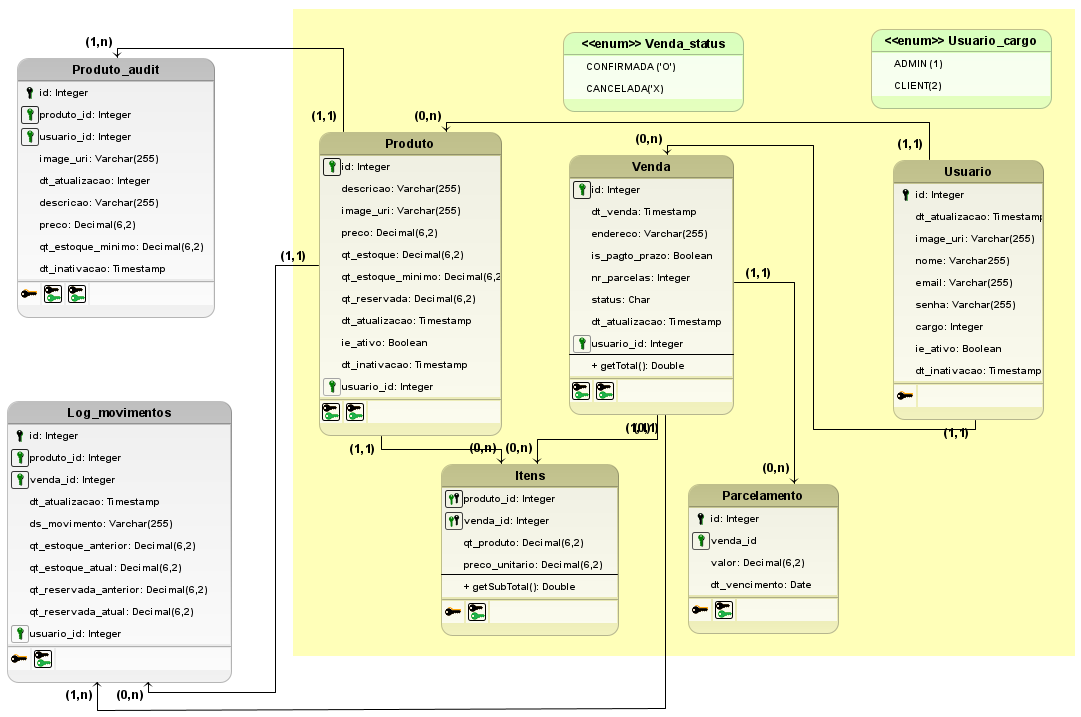 (1,n)
Produto_audit
id: Integer
produto_id: Integer
usuario_id: Integer
image_uri: Varchar(255)
dt_atualizacao: Integer
descricao: Varchar(255)
preco: Decimal(6,2)
qt_estoque_minimo: Decimal(6,2)
dt_inativacao: Timestamp
<<enum>> Venda_status
CONFIRMADA ('O')
CANCELADA('X)
<<enum>> Usuario_cargo
ADMIN (1)
CLIENT(2)
(1,1)
(0,n)
Produto
id: Integer
descricao: Varchar(255)
image_uri: Varchar(255)
preco: Decimal(6,2)
qt_estoque: Decimal(6,2)
qt_estoque_minimo: Decimal(6,2
qt_reservada: Decimal(6,2)
dt_atualizacao: Timestamp
ie_ativo: Boolean
dt_inativacao: Timestamp
usuario_id: Integer
(1,1)
(0,n)
Venda
id: Integer
dt_venda: Timestamp
endereco: Varchar(255)
is_pagto_prazo: Boolean
nr_parcelas: Integer
status: Char
dt_atualizacao: Timestamp
usuario_id: Integer
+ getTotal(): Double
(1,1)
(1,1)
Usuario
id: Integer
dt_atualizacao: Timestamp
image_uri: Varchar(255)
nome: Varchar255)
email: Varchar(255)
senha: Varchar(255)
cargo: Integer
ie_ativo: Boolean
dt_inativacao: Timestamp
(1,1)
Log_movimentos
id: Integer
produto_id: Integer
venda_id: Integer
dt_atualizacao: Timestamp
ds_movimento: Varchar(255)
qt_estoque_anterior: Decimal(6,2)
qt_estoque_atual: Decimal(6,2)
qt_reservada_anterior: Decimal(6,2)
qt_reservada_atual: Decimal(6,2)
usuario_id: Integer
(1,n)
(0,n)
(1,1)
(0,n)
(0,n)
Itens
produto_id: Integer
venda_id: Integer
qt_produto: Decimal(6,2)
preco_unitario: Decimal(6,2)
+ getSubTotal(): Double
(0,n)
Parcelamento
id: Integer
venda_id
valor: Decimal(6,2)
dt_vencimento: Date